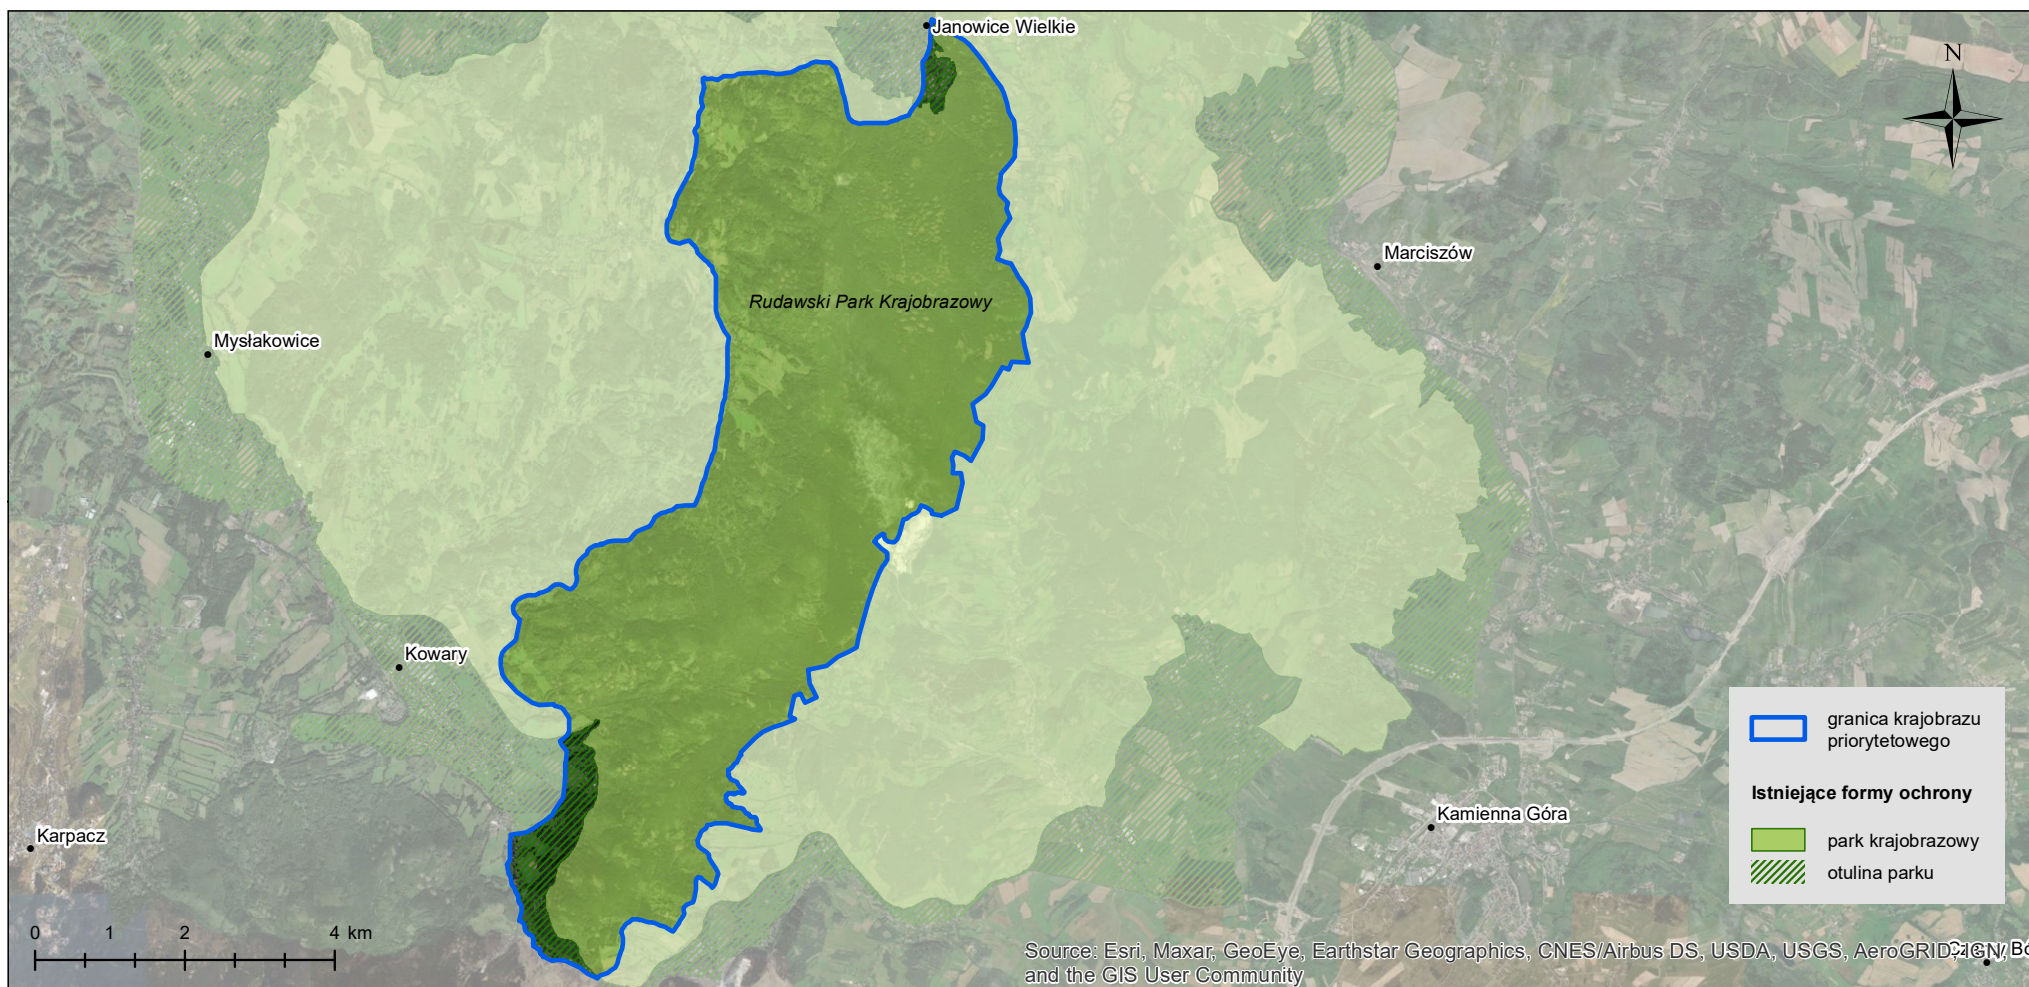 Janowice Wielkie
N
Marciszów
Rudawski Park Krajobrazowy
Mysłakowice
Kowary
granica krajobrazu
priorytetowego
Istniejące formy ochrony
Kamienna Góra
Karpacz
park krajobrazowy
otulina parku
0 1 2 4 km
Source: Esri, Maxar, GeoEye, Earthstar Geographics, CNES/Airbus DS, USDA, USGS, AeroGRID, IGN,
and the GIS User Community